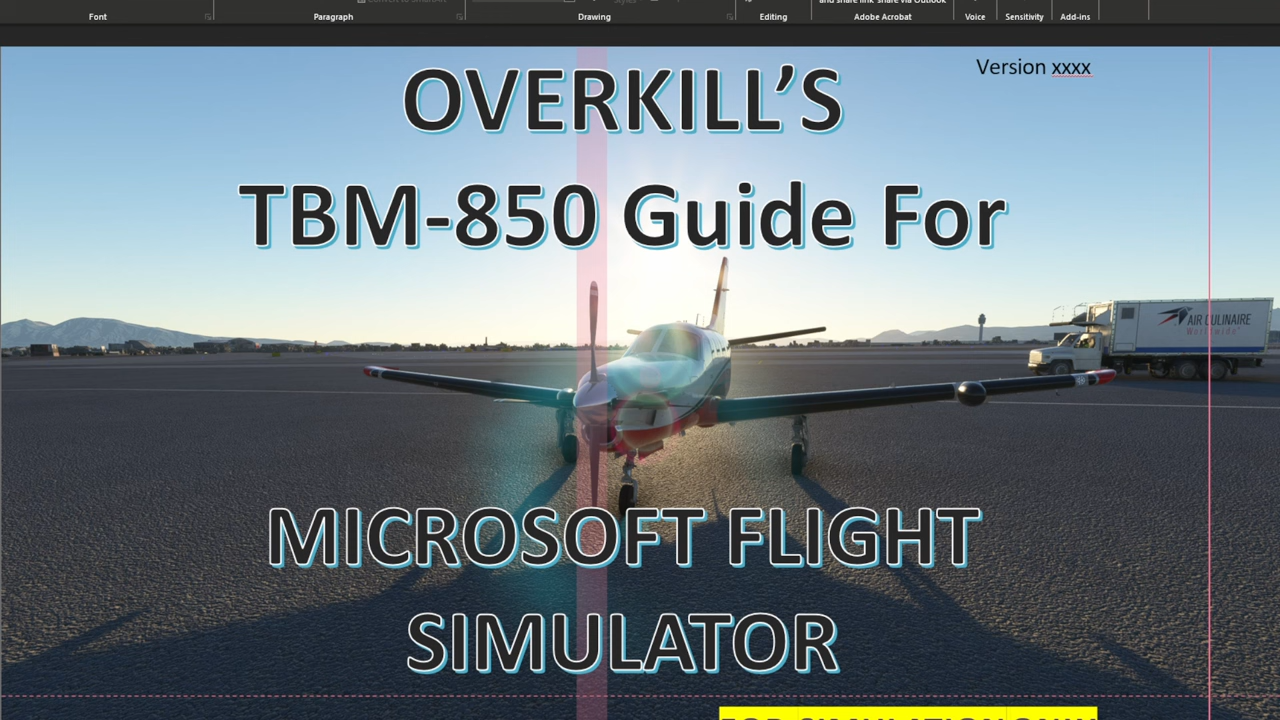 Font Paragraph Drawing Editing Adobe Acrobat Voice Sensitivity Add-ins
Version xxxx
OVERKILL’S
TBM-850 Guide For
AIR CULINAIRE
Worldwide
MICROSOFT FLIGHT
SIMULATOR